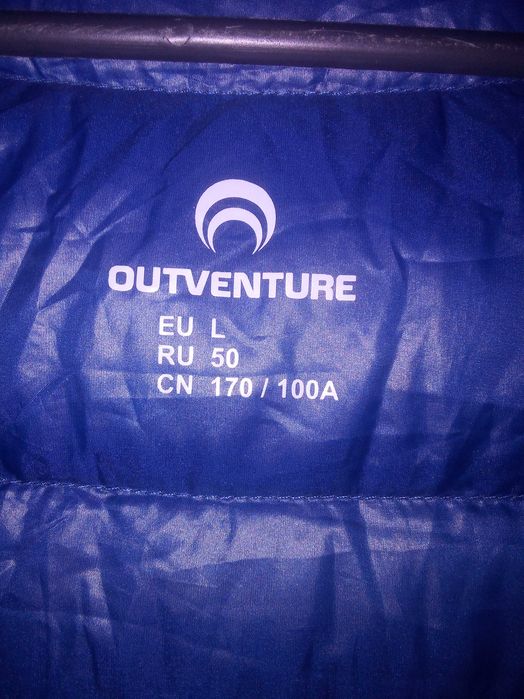 OUTVENTURE
EU L
RU 50
CN 170 / 100A